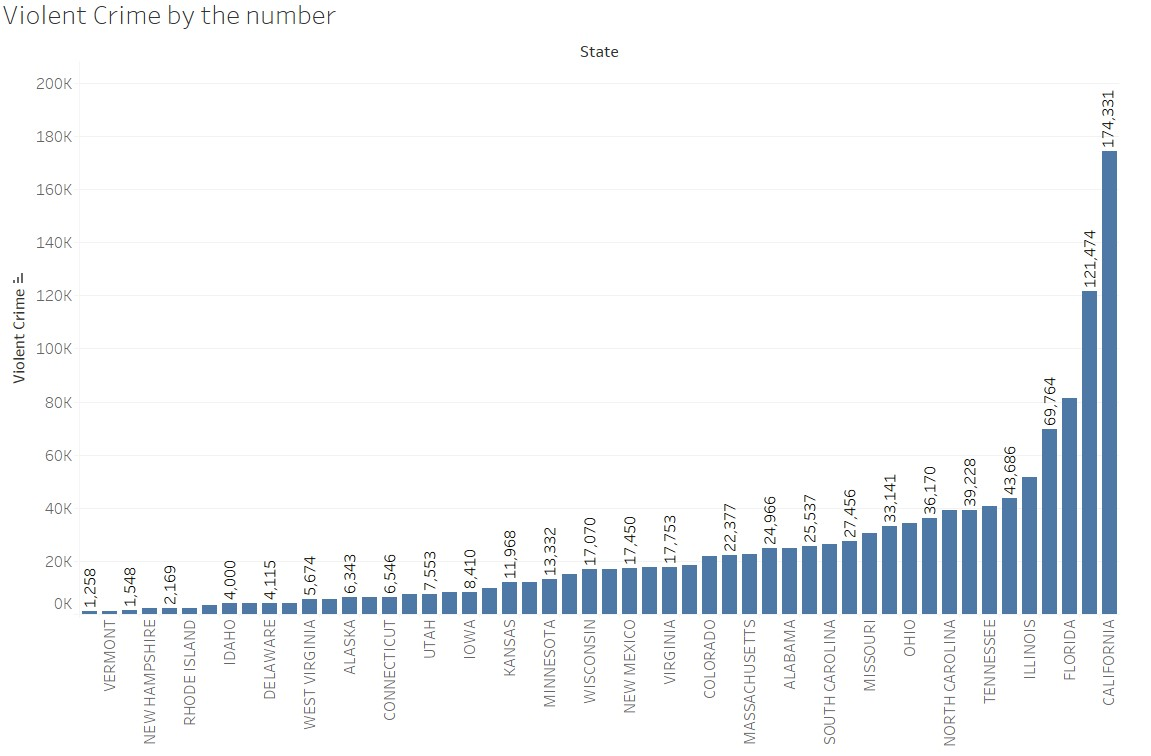 Violent Crime by the number
State
200K
180K
160K
140K
120K
100K
80K
60K
40K
20K
0K
Violent Crime
1,258
1,548
2,169
4,000
4,115
5,674
6,343
6,546
7,553
8,410
11,968
13,332
17,070
17,450
17,753
22,377
24,966
25,537
27,456
33,141
36,170
39,228
43,686
69,764
121,474
174,331
VERMONT
NEW HAMPSHIRE
RHODE ISLAND
IDAHO
DELAWARE
WEST VIRGINIA
ALASKA
CONNECTICUT
UTAH
IOWA
KANSAS
MINNESOTA
WISCONSIN
NEW MEXICO
VIRGINIA
COLORADO
MASSACHUSETTS
ALABAMA
SOUTH CAROLINA
MISSOURI
OHIO
NORTH CAROLINA
TENNESSEE
ILLINOIS
FLORIDA
CALIFORNIA